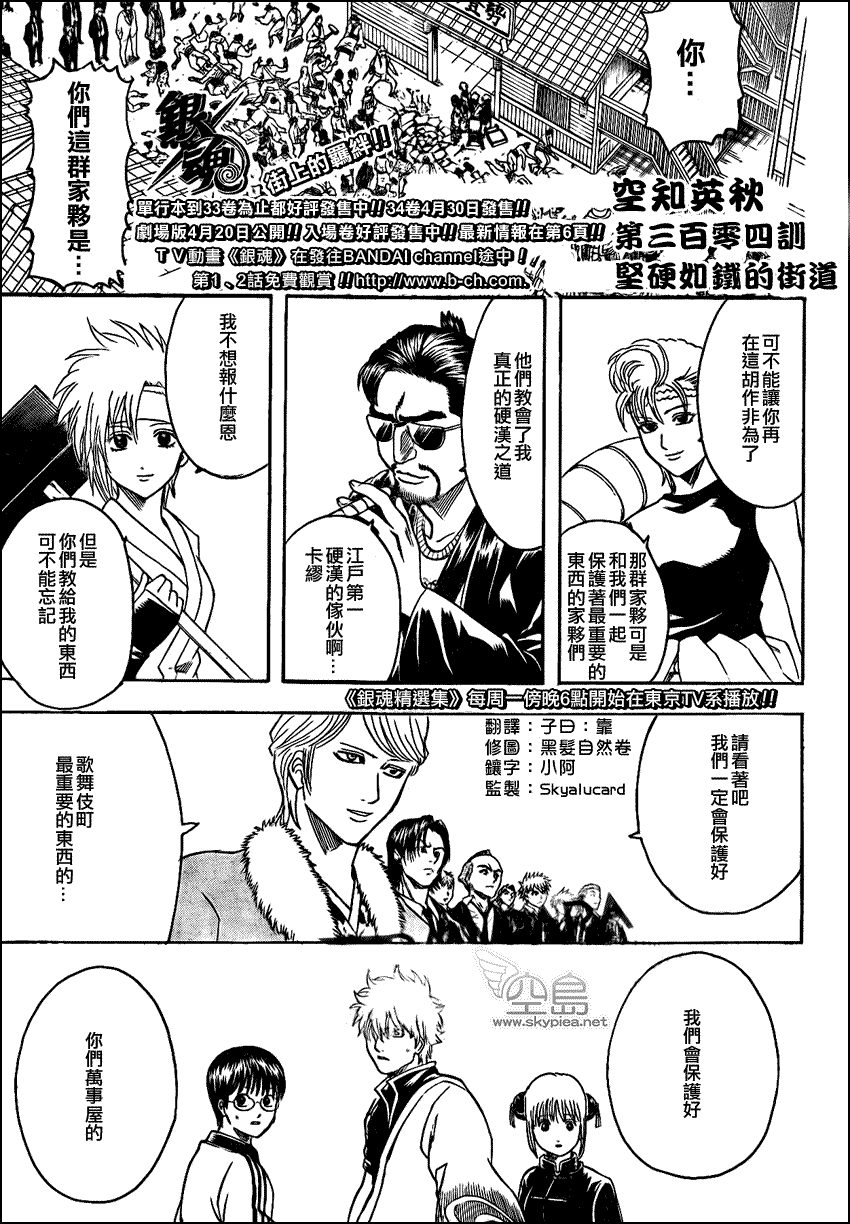 你…
你們這群家夥是…
銀魂
街上的羈絆!!
單行本到33卷為止都好評發售中!! 34卷4月30日發售!!
劇場版4月20日公開!! 入場卷好評發售中!! 最新情報在第6頁!!
TV動畫《銀魂》在發往BANDAI channel途中!
第1、2話免費觀賞!! http://www.b-ch.com
空知英秋
第三百零四訓
堅硬如鐵的街道
可不能讓你再
在這胡作非為了
那群家夥可是
和我們一起
保護著最重要的
東西的家夥們
他們教會了我
真正的硬漢之道
江戶第一
硬漢的傢伙啊…
卡繆
我不想報什麼恩
但是
你們教給我的東西
可不能忘記
《銀魂精選集》每周一傍晚6點開始在東京TV系播放!!
翻譯：子曰：靠
修圖：黑髮自然卷
鑲字：小阿
監製：Skyalucard
請看著吧
我們一定會保護好
歌舞伎町
最重要的東西的…
空島
www.skypiea.net
我們會保護好
你們萬事屋的